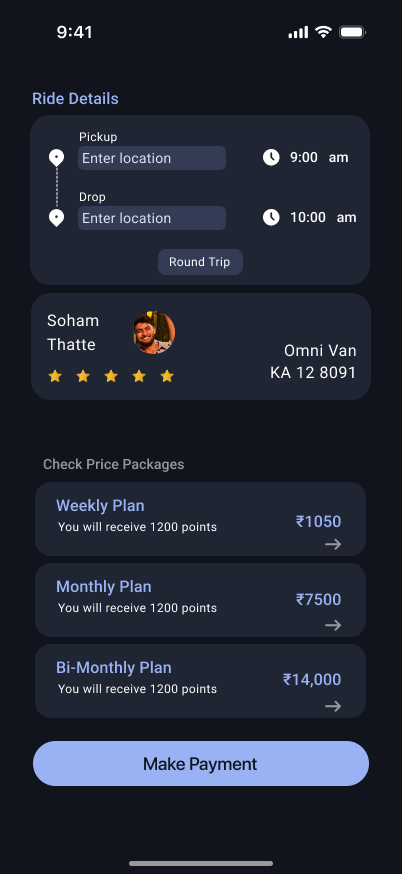 9:41
Ride Details
Pickup
Enter location
9:00 am
Drop
Enter location
10:00 am
Round Trip
Soham
Thatte
Omni Van
KA 12 8091
Check Price Packages
Weekly Plan
You will receive 1200 points
₹1050
Monthly Plan
You will receive 1200 points
₹7500
Bi-Monthly Plan
You will receive 1200 points
₹14,000
Make Payment